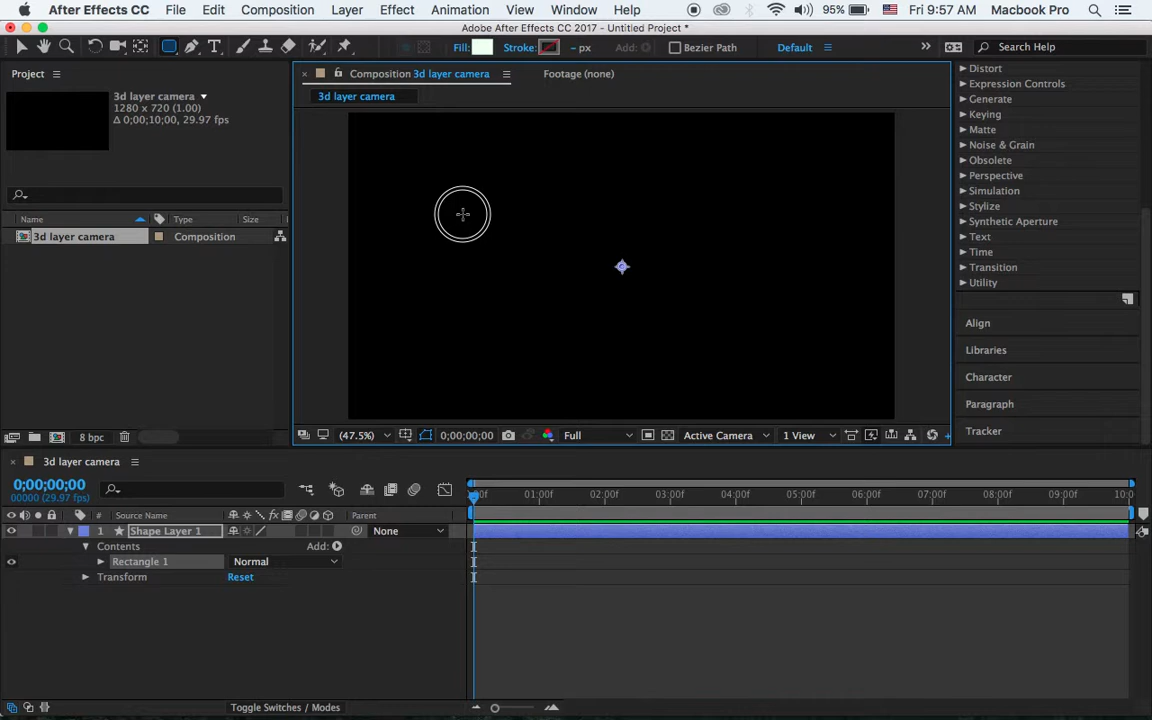 After Effects CC File Edit Composition Layer Effect Animation View Window Help 95% Fri 9:57 AM Macbook Pro
Adobe After Effects CC 2017 - Untitled Project *
Fill: Stroke: - px Add: Bezier Path Default Search Help
Project
Composition 3d layer camera
Footage (none)
3d layer camera
3d layer camera
1280 x 720 (1.00)
Δ 0;00;10;00, 29.97 fps
Name Type Size
3d layer camera Composition
8 bpc
Distort
Expression Controls
Generate
Keying
Matte
Noise & Grain
Obsolete
Perspective
Simulation
Stylize
Synthetic Aperture
Text
Time
Transition
Utility
Align
Libraries
Character
Paragraph
Tracker
(47.5%) 0;00;00;00 Full Active Camera 1 View
3d layer camera
0;00;00;00
00000 (29.97 fps)
:00f 01:00f 02:00f 03:00f 04:00f 05:00f 06:00f 07:00f 08:00f 09:00f 10:0
# Source Name Parent
1 Shape Layer 1 None
Contents Add:
Rectangle 1 Normal
Transform Reset
Toggle Switches / Modes